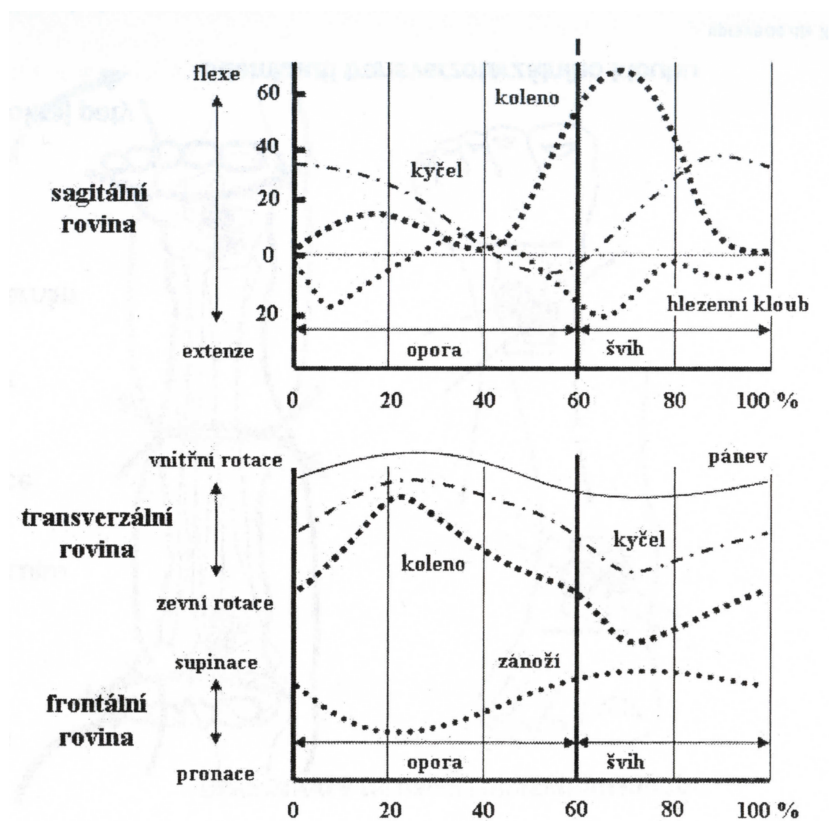 flexe
60
koleno
40
kyčel
sagitální
rovina
20
0
20
hlezenní kloub
extenze
opora
švih
0 20 40 60 80 100 %
vnitřní rotace
pánev
transverzální
rovina
kyčel
koleno
zevní rotace
supinace
zánoží
frontální
rovina
opora
švih
pronace
0 20 40 60 80 100 %